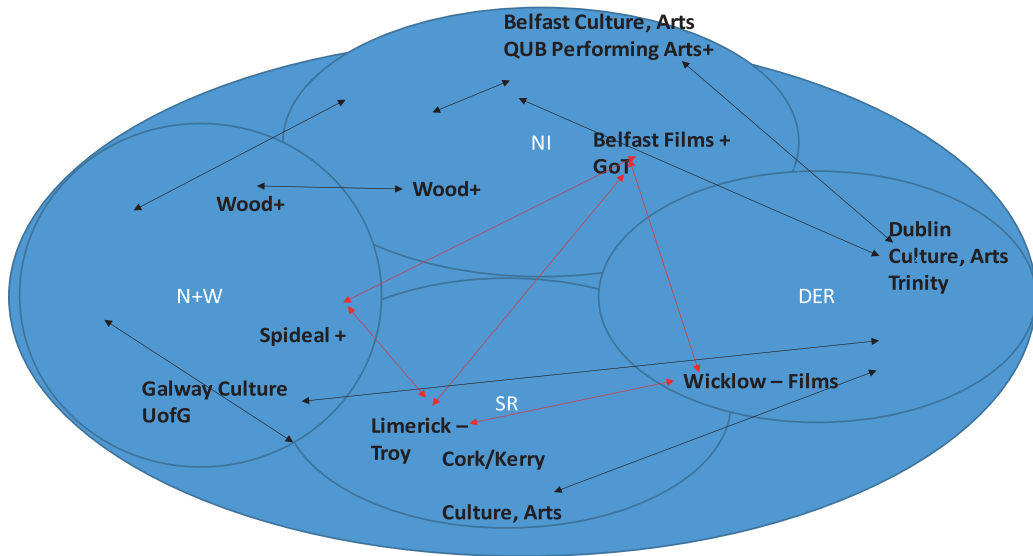 Belfast Culture, Arts
QUB Performing Arts+
NI
Belfast Films +
GoT
Wood+
Wood+
Dublin
Culture, Arts
Trinity
N+W
DER
Spideal +
Galway Culture
UofG
Wicklow – Films
SR
Limerick –
Troy
Cork/Kerry
Culture, Arts